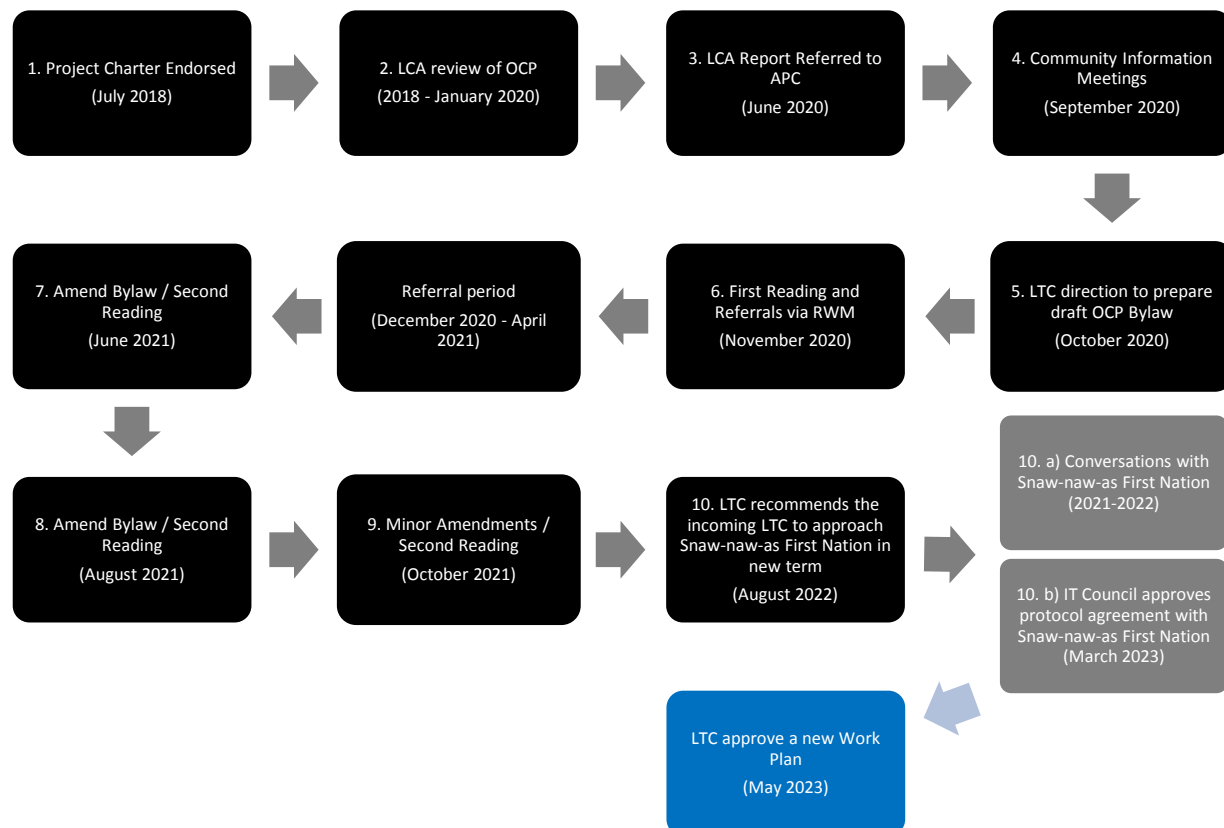 1. Project Charter Endorsed
(July 2018)
2. LCA review of OCP
(2018 - January 2020)
3. LCA Report Referred to
APC
(June 2020)
4. Community Information
Meetings
(September 2020)
5. LTC direction to prepare
draft OCP Bylaw
(October 2020)
6. First Reading and
Referrals via RWM
(November 2020)
Referral period
(December 2020 - April
2021)
7. Amend Bylaw / Second
Reading
(June 2021)
8. Amend Bylaw / Second
Reading
(August 2021)
9. Minor Amendments /
Second Reading
(October 2021)
10. LTC recommends the
incoming LTC to approach
Snaw-naw-as First Nation in
new term
(August 2022)
10. a) Conversations with
Snaw-naw-as First Nation
(2021-2022)
10. b) IT Council approves
protocol agreement with
Snaw-naw-as First Nation
(March 2023)
LTC approve a new Work
Plan
(May 2023)